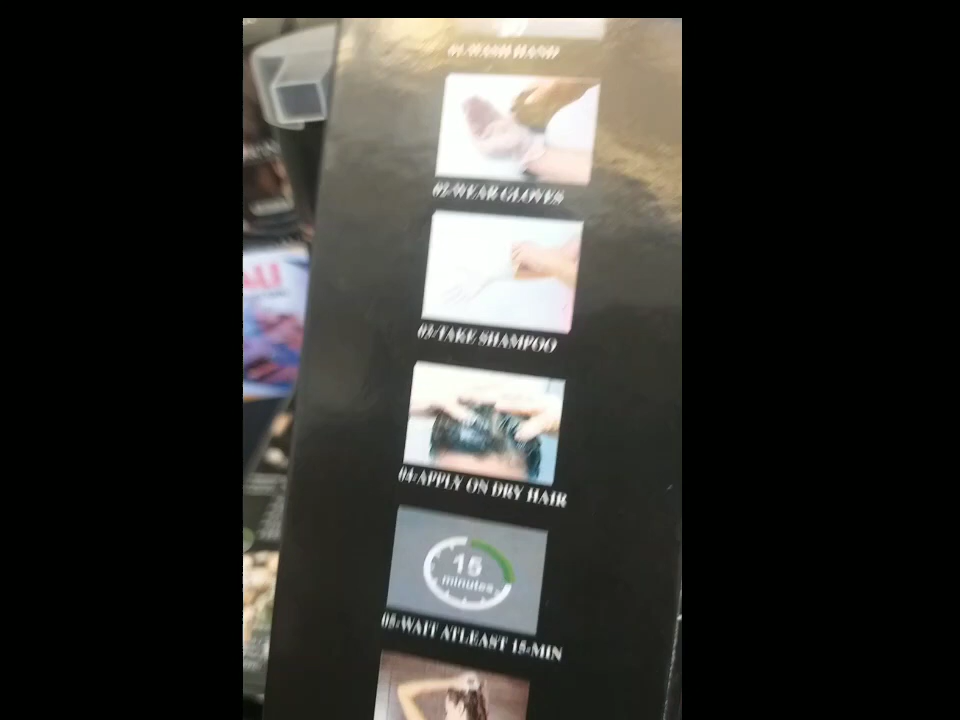 01-WASH HAND
02-WEAR GLOVES
03-TAKE SHAMPOO
04-APPLY ON DRY HAIR
15
minutes
05-WAIT ATLEAST 15-MIN